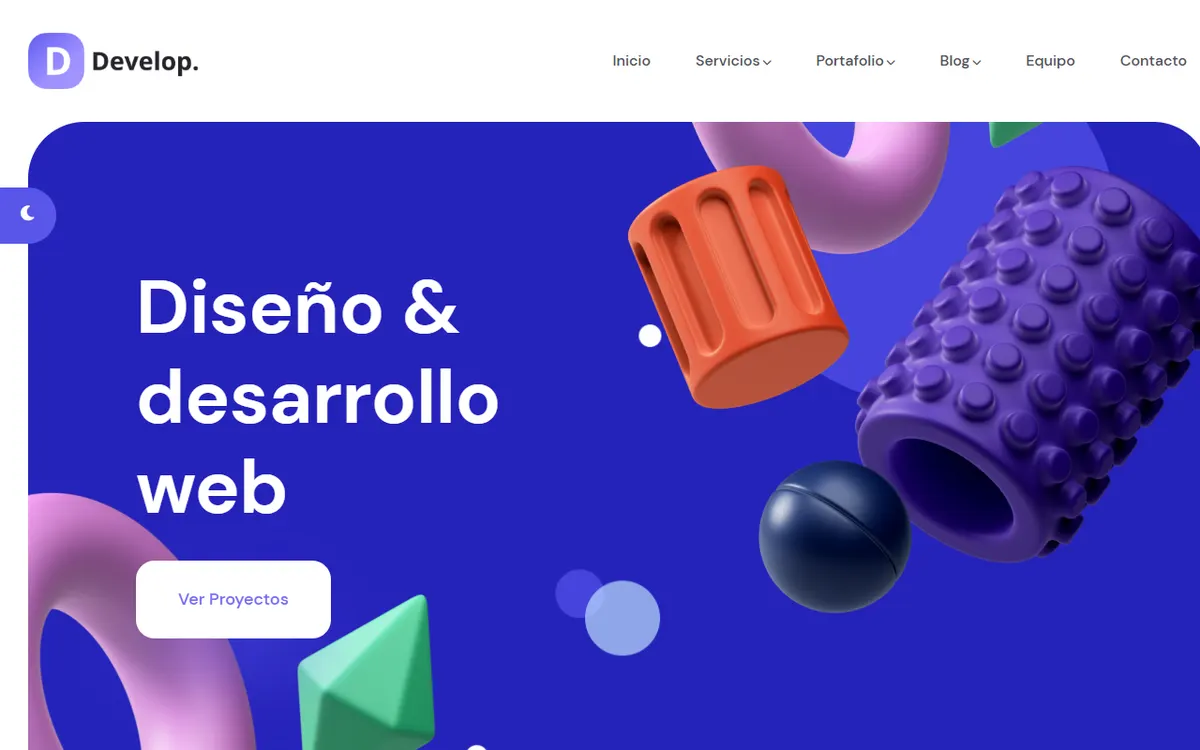 D Develop.
Inicio Servicios Portafolio Blog Equipo Contacto
Diseño &
desarrollo
web
Ver Proyectos